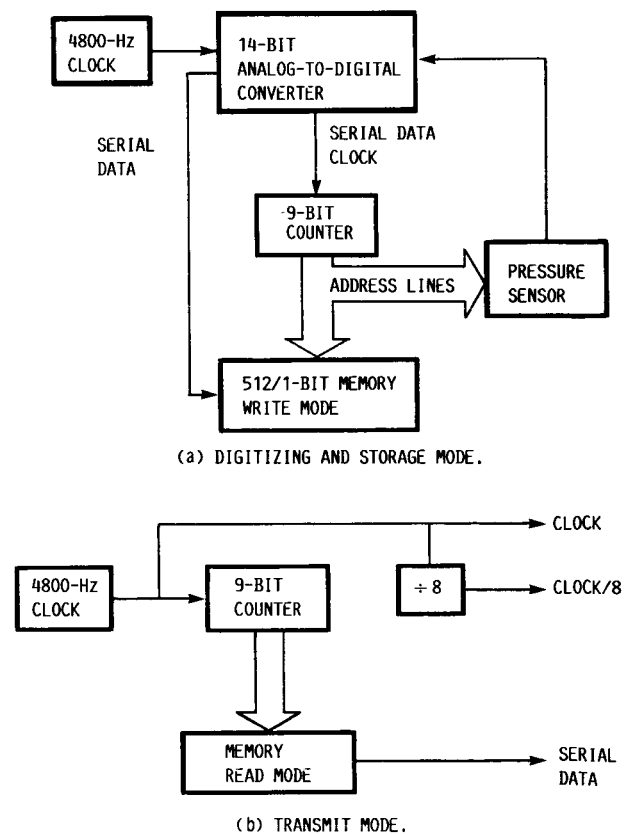 4800-Hz
CLOCK
14-BIT
ANALOG-TO-DIGITAL
CONVERTER
SERIAL
DATA
SERIAL DATA
CLOCK
9-BIT
COUNTER
ADDRESS LINES
PRESSURE
SENSOR
512/1-BIT MEMORY
WRITE MODE
(a) DIGITIZING AND STORAGE MODE.
CLOCK
4800-Hz
CLOCK
9-BIT
COUNTER
÷ 8
CLOCK/8
MEMORY
READ MODE
SERIAL
DATA
(b) TRANSMIT MODE.